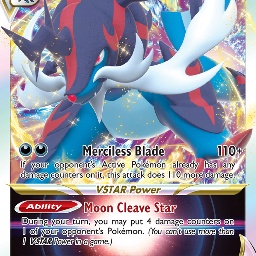 Merciless Blade 110+
If your opponent's Active Pokémon already has any
damage counters on it, this attack does 110 more damage.
VSTAR Power
Ability Moon Cleave Star
During your turn, you may put 4 damage counters on
1 of your opponent's Pokémon. (You can't use more than
1 VSTAR Power in a game.)